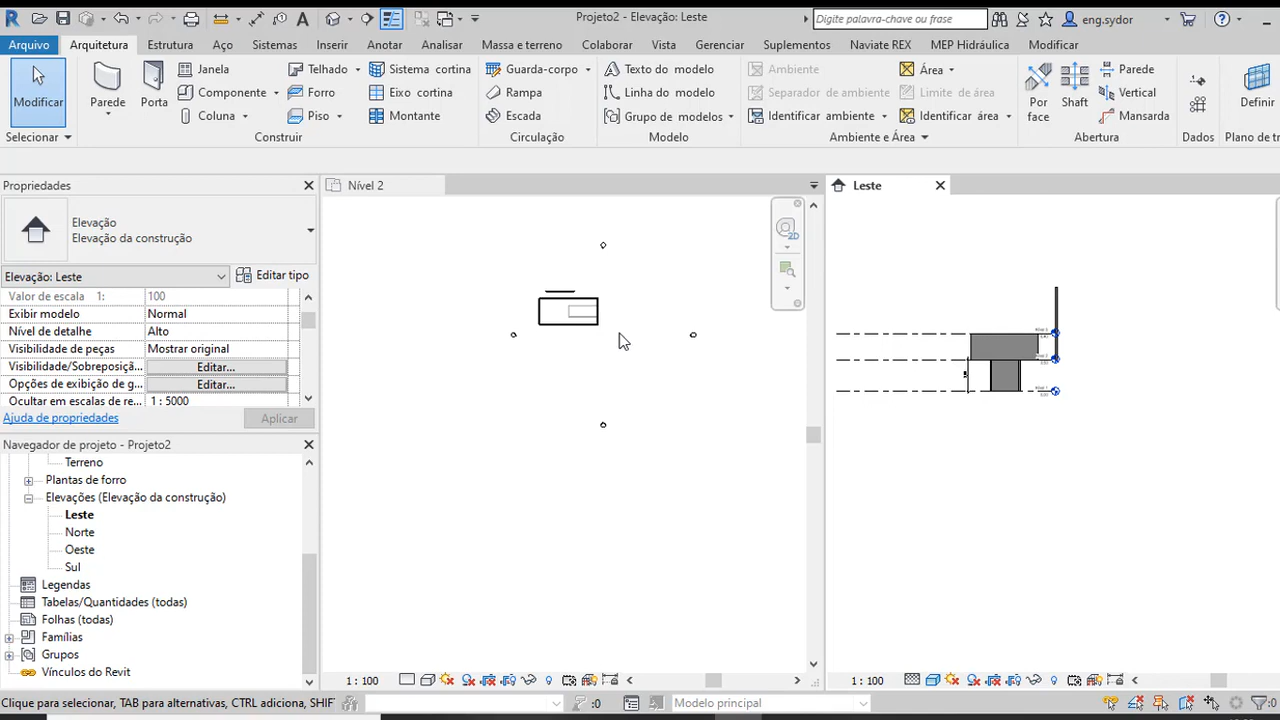 Projeto2 - Elevação: Leste
Digite palavra-chave ou frase
eng.sydor
Arquivo Arquitetura Estrutura Aço Sistemas Inserir Anotar Analisar Massa e terreno Colaborar Vista Gerenciar Suplementos Naviate REX MEP Hidráulica Modificar
Janela Telhado Sistema cortina Guarda-corpo Texto do modelo Ambiente Área Parede
Modificar Parede Porta Componente Forro Eixo cortina Rampa Linha do modelo Separador de ambiente Limite de área Por face Shaft Vertical Definir
Coluna Piso Montante Escada Grupo de modelos Identificar ambiente Identificar área Mansarda
Selecionar Construir Circulação Modelo Ambiente e Área Abertura Dados Plano de tr
Propriedades
Nível 2
Leste
2D
Elevação
Elevação da construção
Elevação: Leste
Editar tipo
Valor de escala 1: 100
Exibir modelo Normal
Nível de detalhe Alto
Visibilidade de peças Mostrar original
Visibilidade/Sobreposiçã... Editar...
Opções de exibição de g... Editar...
Ocultar em escalas de re... 1 : 5000
Ajuda de propriedades
Aplicar
Navegador de projeto - Projeto2
Terreno
Plantas de forro
Elevações (Elevação da construção)
Leste
Norte
Oeste
Sul
Legendas
Tabelas/Quantidades (todas)
Folhas (todas)
Famílias
Grupos
Vínculos do Revit
1 : 100
1 : 100
Clique para selecionar, TAB para alternativas, CTRL adiciona, SHIF
:0
Modelo principal
:0